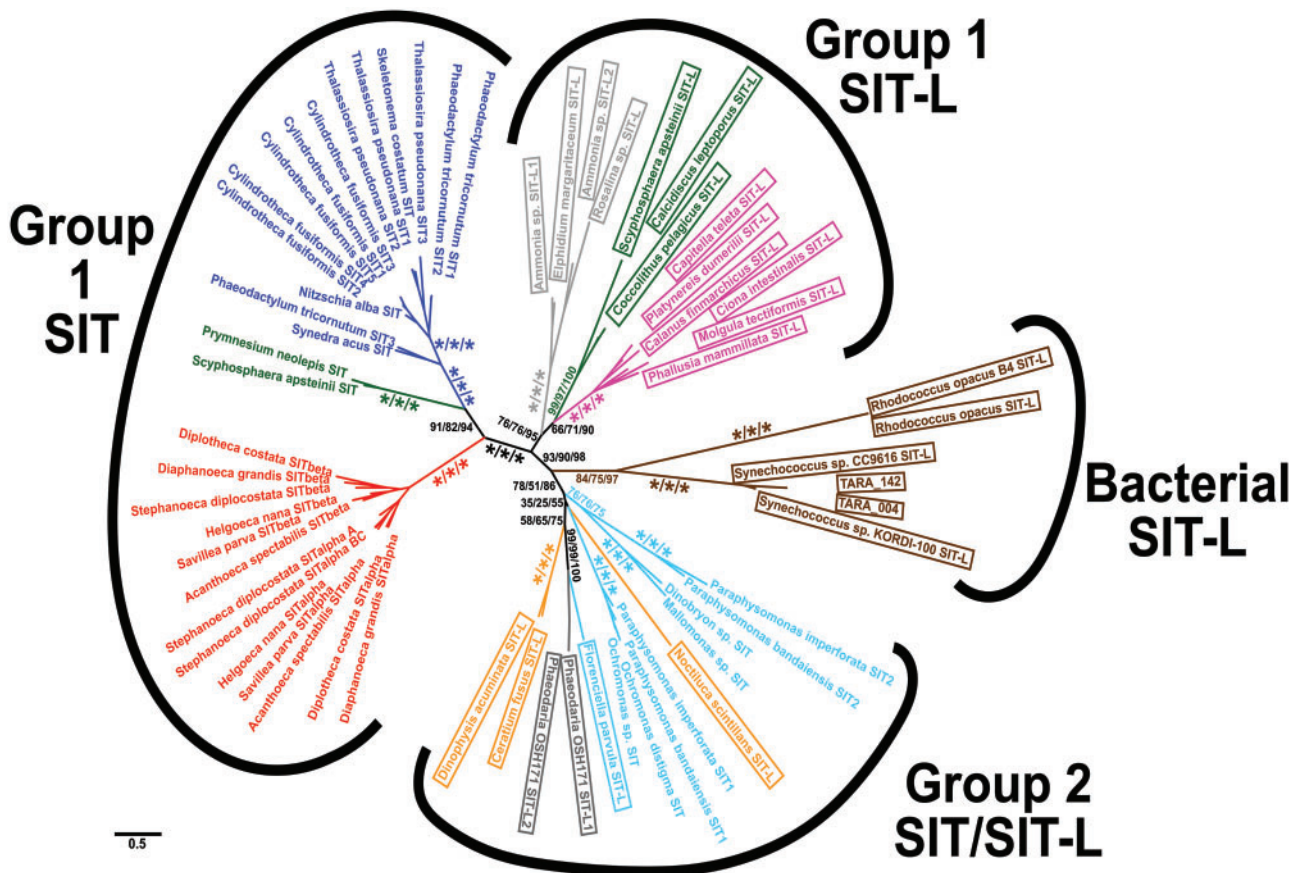 Group 1
SIT-L
Group
1
SIT
Bacterial
SIT-L
Group 2
SIT/SIT-L
Cylindrotheca fusiformis SIT2
Cylindrotheca fusiformis SIT4
Cylindrotheca fusiformis SIT5
Cylindrotheca fusiformis SIT1
Cylindrotheca fusiformis SIT3
Thalassiosira pseudonana SIT2
Thalassiosira pseudonana SIT1
Skeletonema costatum SIT
Thalassiosira pseudonana SIT3
Phaeodactylum tricornutum SIT2
Phaeodactylum tricornutum SIT1
Nitzschia alba SIT
Phaeodactylum tricornutum SIT3
Synedra acus SIT
Prymnesium neolepis SIT
Scyphosphaera apsteinii SIT
Diplotheca costata SITbeta
Diaphanoeca grandis SITbeta
Stephanoeca diplocostata SITbeta
Helgoeca nana SITbeta
Savillea parva SITbeta
Acanthoeca spectabilis SITbeta
Stephanoeca diplocostata SITalpha A
Stephanoeca diplocostata SITalpha BC
Helgoeca nana SITalpha
Savillea parva SITalpha
Acanthoeca spectabilis SITalpha
Diplotheca costata SITalpha
Diaphanoeca grandis SITalpha
Ammonia sp. SIT-L1
Elphidium margaritaceum SIT-L
Ammonia sp. SIT-L2
Rosalina sp. SIT-L
Scyphosphaera apsteinii SIT-L
Calcidiscus leptoporus SIT-L
Coccolithus pelagicus SIT-L
Capitella teleta SIT-L
Platynereis dumerilii SIT-L
Calanus finmarchicus SIT-L
Ciona intestinalis SIT-L
Molgula tectiformis SIT-L
Phallusia mammillata SIT-L
Rhodococcus opacus B4 SIT-L
Rhodococcus opacus SIT-L
Synechococcus sp. CC9616 SIT-L
TARA_142
TARA_004
Synechococcus sp. KORDI-100 SIT-L
Paraphysomonas imperforata SIT2
Paraphysomonas bandaiensis SIT2
Dinobryon sp. SIT
Mallomonas sp. SIT
Noctiluca scintillans SIT-L
Paraphysomonas imperforata SIT1
Paraphysomonas bandaiensis SIT1
Ochromonas distigma SIT
Ochromonas sp. SIT
Florenciella parvula SIT-L
Phaeodaria OSH171 SIT-L1
Phaeodaria OSH171 SIT-L2
Ceratium fusus SIT-L
Dinophysis acuminata SIT-L
*/*/*
*/*/*
*/*/*
*/*/*
91/82/94
*/*/*
76/76/95
*/*/*
99/97/100
66/71/90
*/*/*
93/90/98
84/75/97
*/*/*
*/*/*
78/51/86
35/25/55
58/65/75
76/76/75
99/99/100
*/*/*
*/*/*
*/*/*
*/*/*
0.5